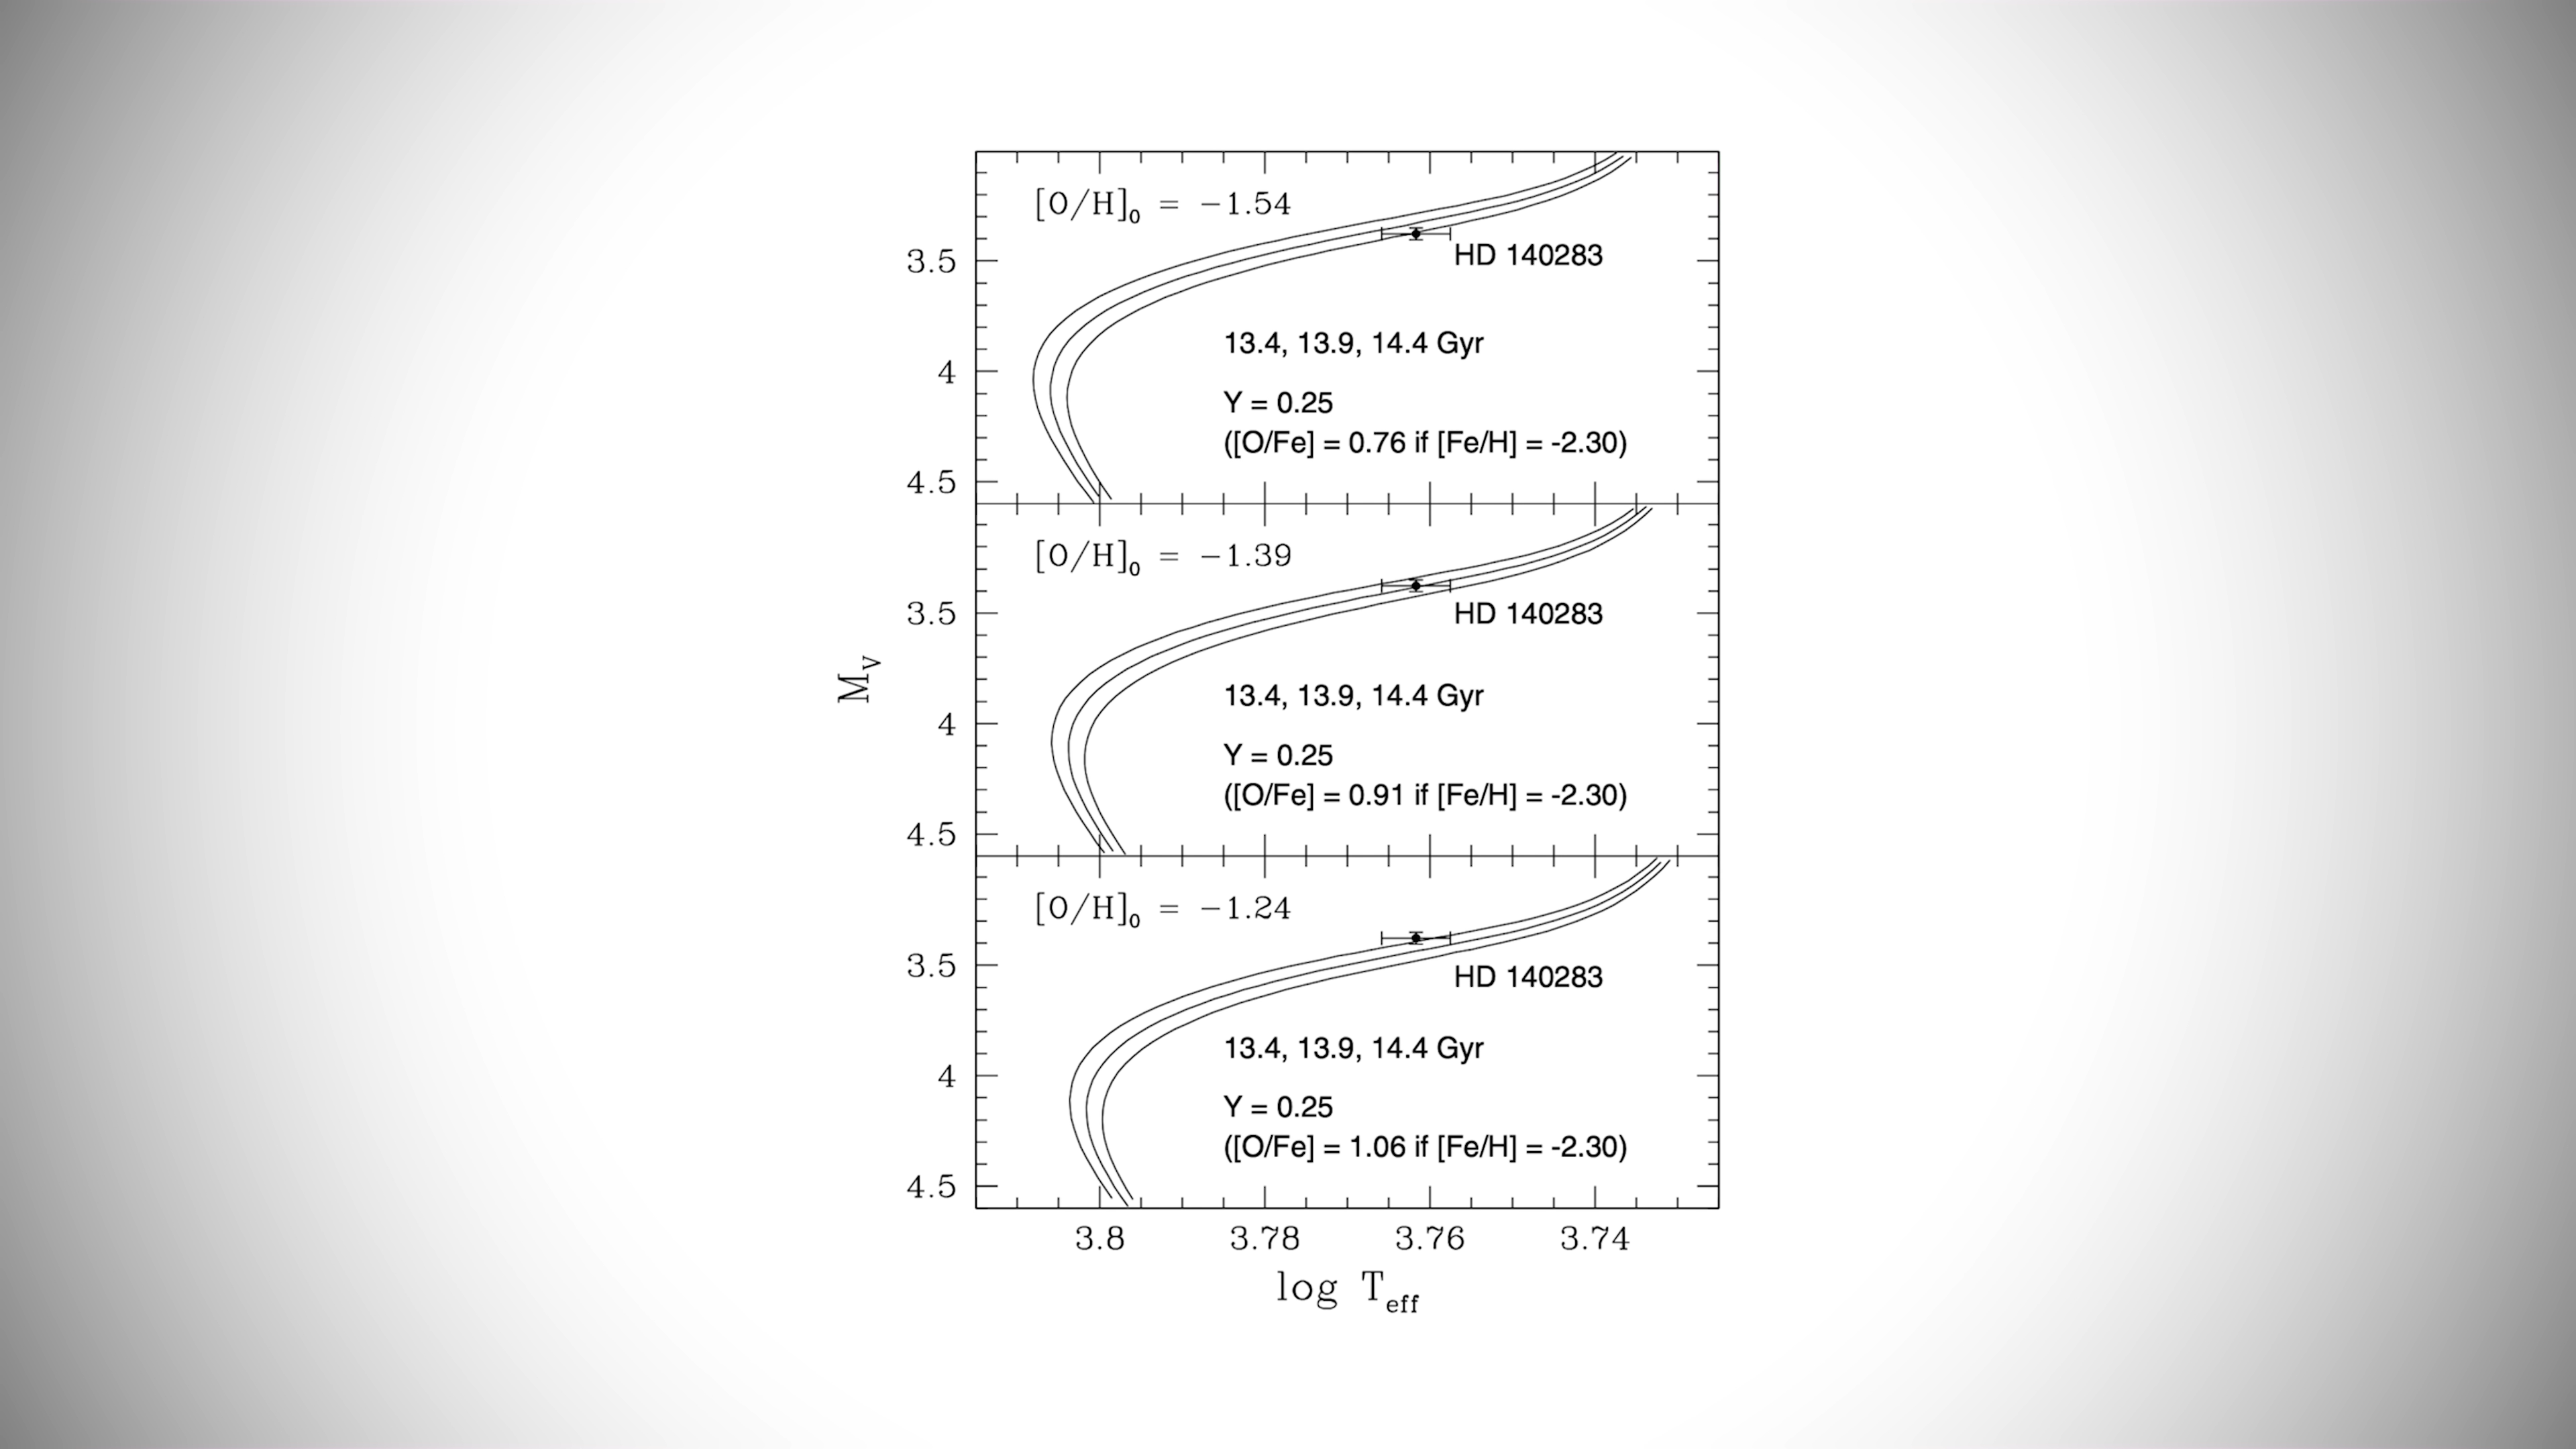 [O/H]₀ = −1.54
HD 140283
3.5
13.4, 13.9, 14.4 Gyr
4
Y = 0.25
([O/Fe] = 0.76 if [Fe/H] = -2.30)
4.5
[O/H]₀ = −1.39
HD 140283
3.5
13.4, 13.9, 14.4 Gyr
M_V
4
Y = 0.25
([O/Fe] = 0.91 if [Fe/H] = -2.30)
4.5
[O/H]₀ = −1.24
3.5
HD 140283
13.4, 13.9, 14.4 Gyr
4
Y = 0.25
([O/Fe] = 1.06 if [Fe/H] = -2.30)
4.5
3.8 3.78 3.76 3.74
log T_eff